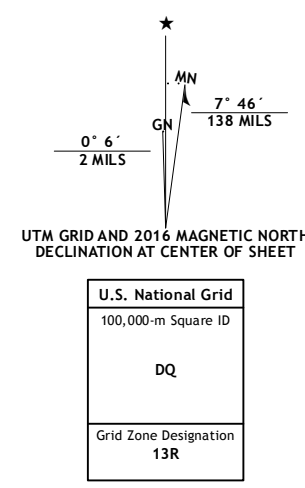 MN
GN
7° 46´
138 MILS
0° 6´
2 MILS
UTM GRID AND 2016 MAGNETIC NORTH
DECLINATION AT CENTER OF SHEET
U.S. National Grid
100,000-m Square ID
DQ
Grid Zone Designation
13R